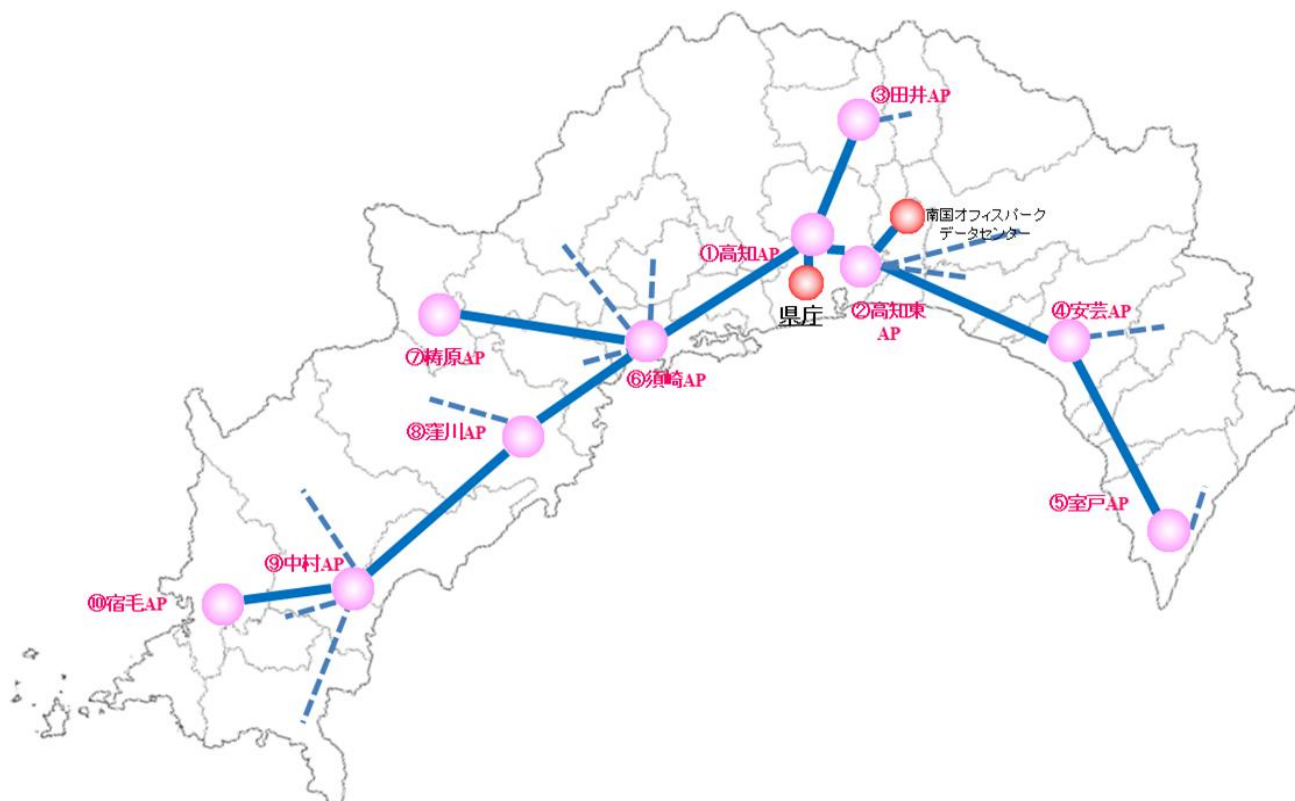 ③田井AP
南国オフィスパーク
データセンター
①高知AP
県庁
②高知東
AP
④安芸AP
⑦梼原AP
⑥須崎AP
⑧窪川AP
⑤室戸AP
⑨中村AP
⑩宿毛AP